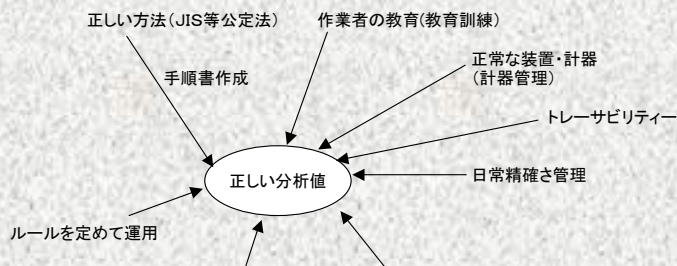 正しい方法（JIS等公定法）
作業者の教育(教育訓練)
正常な装置・計器
(計器管理)
手順書作成
トレーサビリティー
正しい分析値
日常精確さ管理
ルールを定めて運用